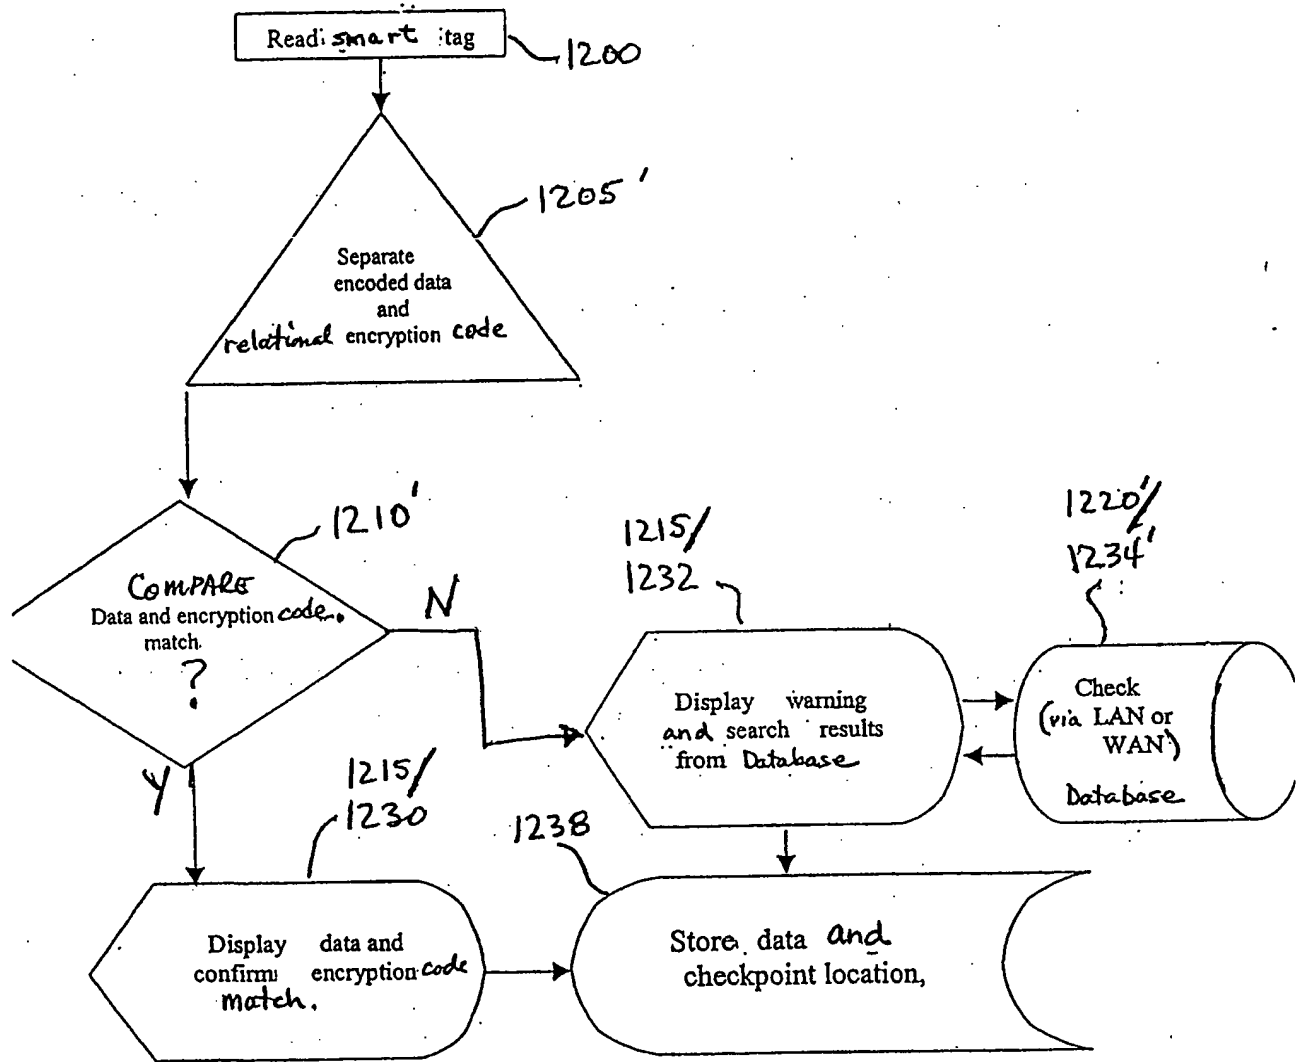 Read smart tag
1200
1205'
Separate
encoded data
and
relational encryption code
1210'
COMPARE
Data and encryption code.
match
?
N
Y
1215/
1232
1220'/
1234'
Display warning
and search results
from Database
Check
(via LAN or
WAN)
Database
1215/
1230
1238
Display data and
confirm encryption code
match.
Store data and
checkpoint location,